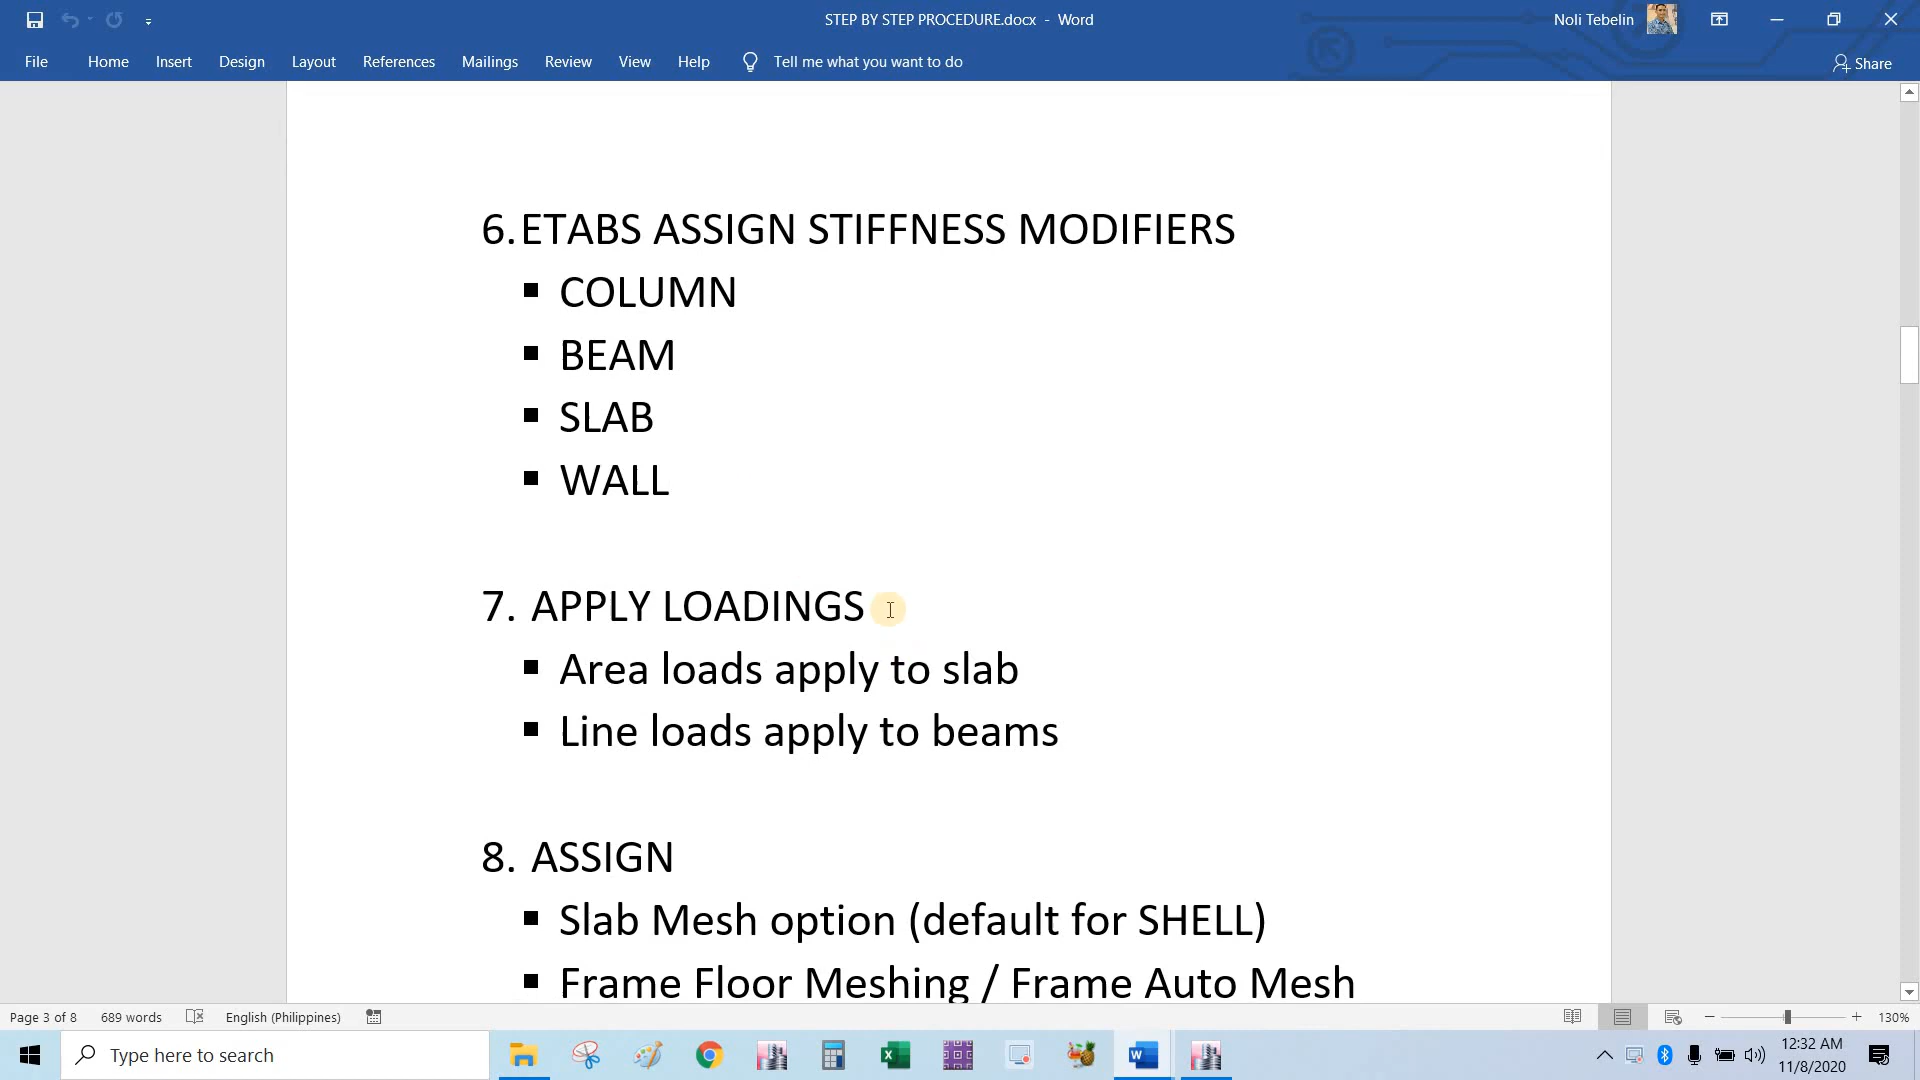 STEP BY STEP PROCEDURE.docx - Word
Noli Tebelin
File Home Insert Design Layout References Mailings Review View Help Tell me what you want to do
Share
6. ETABS ASSIGN STIFFNESS MODIFIERS
▪ COLUMN
▪ BEAM
▪ SLAB
▪ WALL
7. APPLY LOADINGS
▪ Area loads apply to slab
▪ Line loads apply to beams
8. ASSIGN
▪ Slab Mesh option (default for SHELL)
▪ Frame Floor Meshing / Frame Auto Mesh
Page 3 of 8 689 words English (Philippines) 130%
Type here to search
12:32 AM
11/8/2020